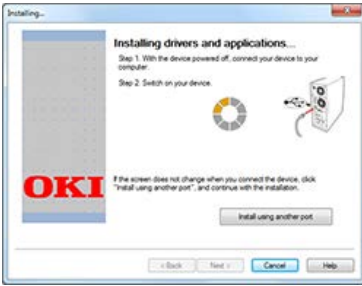 Installing...
Installing drivers and applications...
Step 1. With the device powered off, connect your device to your
computer.
Step 2. Switch on your device.
OKI
If the screen does not change when you connect the device, click
"Install using another port", and continue with the installation.
Install using another port
< Back
Next >
Cancel
Help